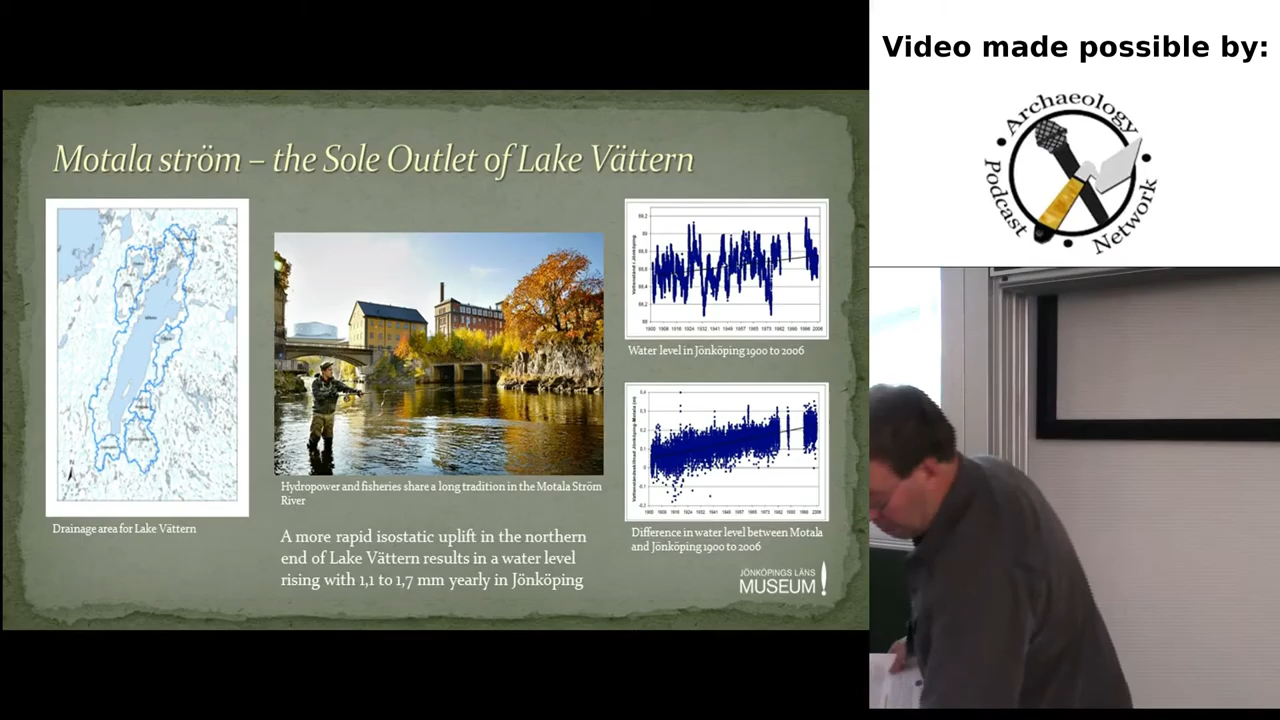 Video made possible by:
Archaeology
Podcast
Network
Motala ström – the Sole Outlet of Lake Vättern
Drainage area for Lake Vättern
Hydropower and fisheries share a long tradition in the Motala Ström
River
A more rapid isostatic uplift in the northern
end of Lake Vättern results in a water level
rising with 1,1 to 1,7 mm yearly in Jönköping
Water level in Jönköping 1900 to 2006
Difference in water level between Motala
and Jönköping 1900 to 2006
JÖNKÖPINGS LÄNS
MUSEUM!